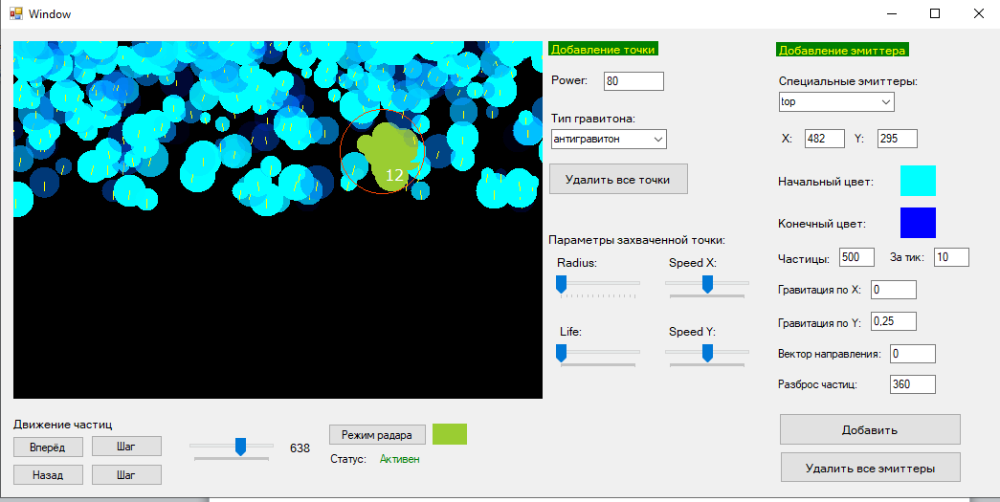 Window
Добавление точки
Power: 80
Тип гравитона:
антигравитон
Удалить все точки
12
Параметры захваченной точки:
Radius: Speed X:
Life: Speed Y:
Добавление эмиттера
Специальные эмиттеры:
top
X: 482 Y: 295
Начальный цвет:
Конечный цвет:
Частицы: 500 За тик: 10
Гравитация по X: 0
Гравитация по Y: 0,25
Вектор направления: 0
Разброс частиц: 360
Добавить
Удалить все эмиттеры
Движение частиц
Вперёд Шаг
Назад Шаг
638
Режим радара
Статус: Активен